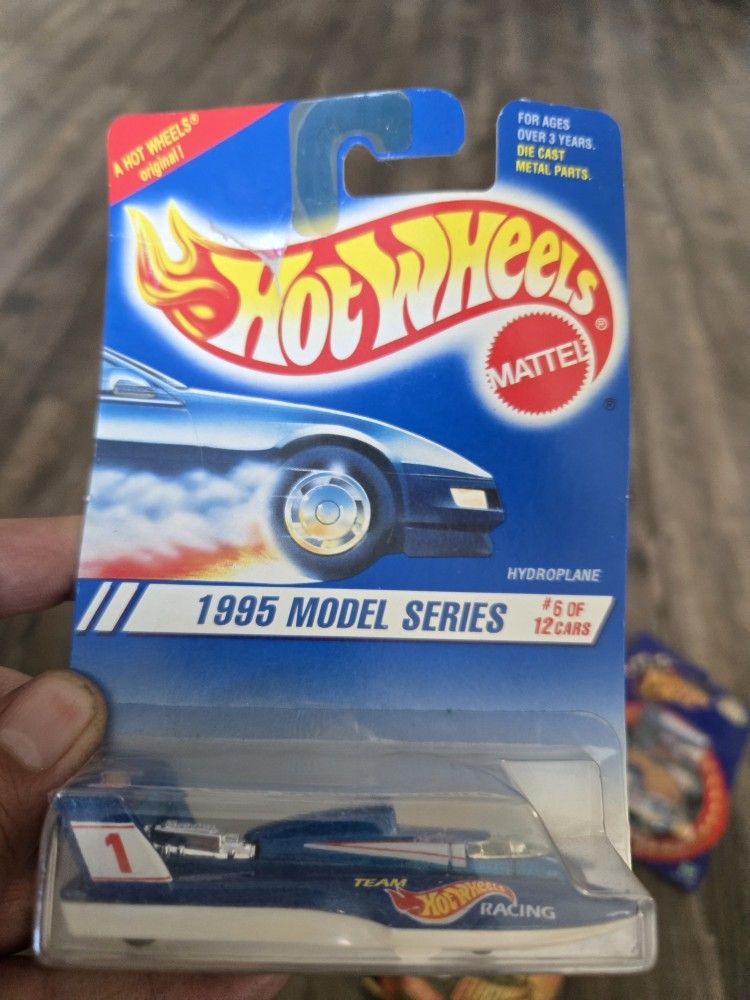 A HOT WHEELS®
original!
FOR AGES
OVER 3 YEARS.
DIE CAST
METAL PARTS.
HOT WHEELS®
MATTEL®
HYDROPLANE
1995 MODEL SERIES
#6 OF
12 CARS
1
TEAM
HOT WHEELS
RACING